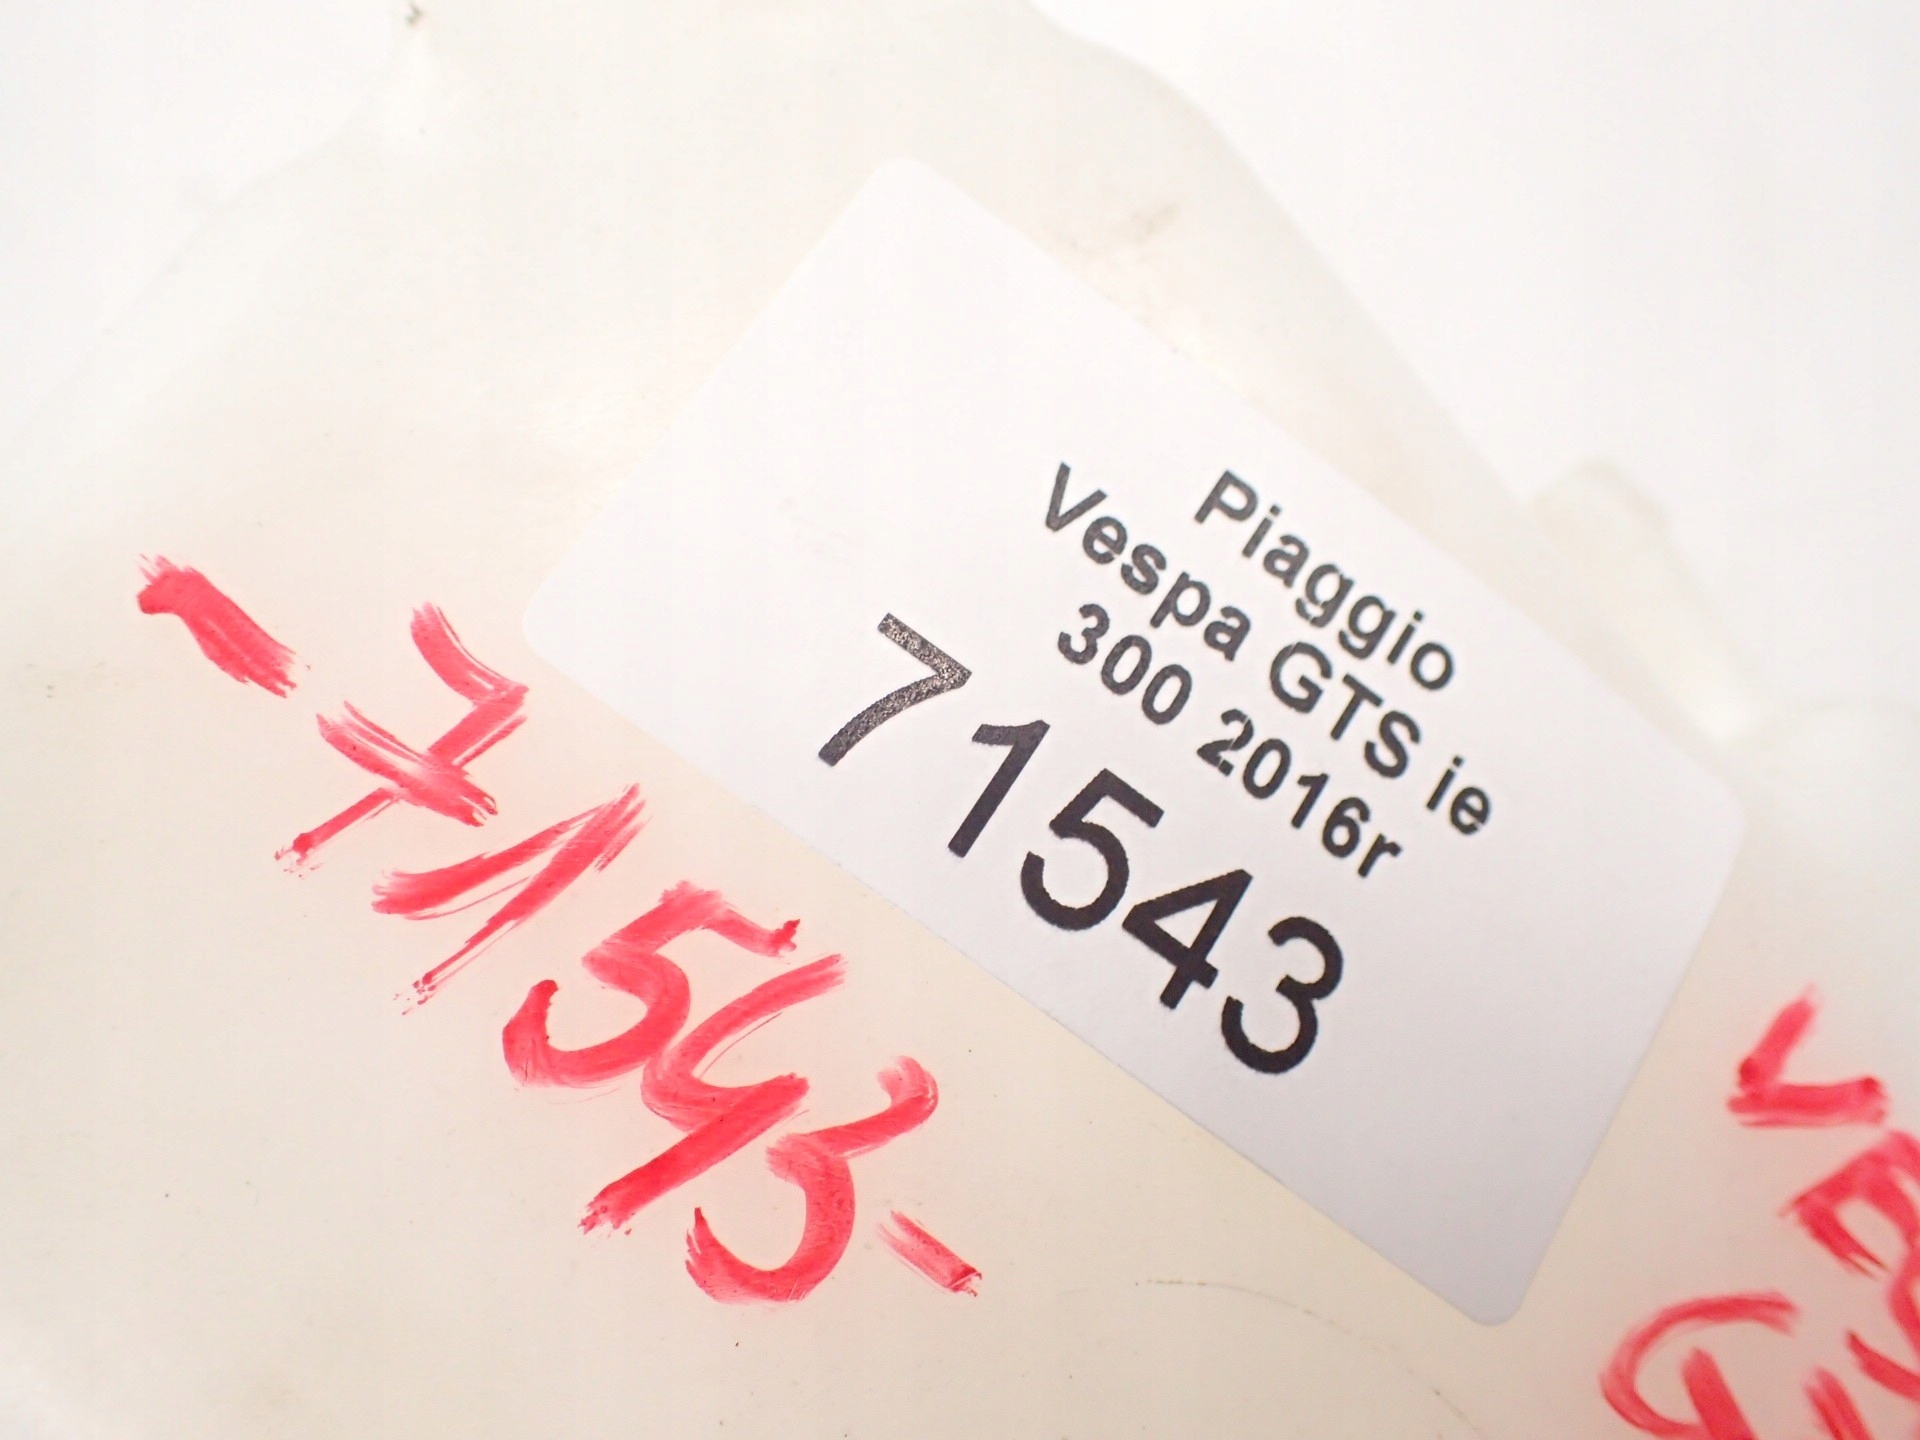 Piaggio
Vespa GTS ie
300 2016r
71543
-71543-